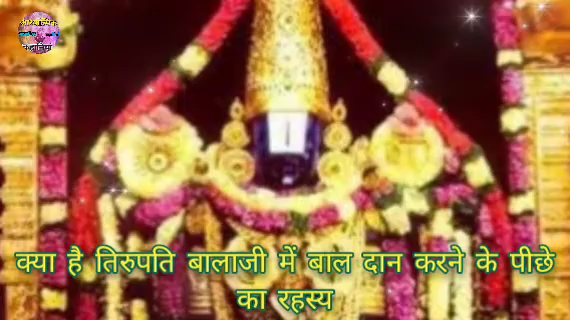 क्या है तिरुपति बालाजी में बाल दान करने के पीछे
का रहस्य